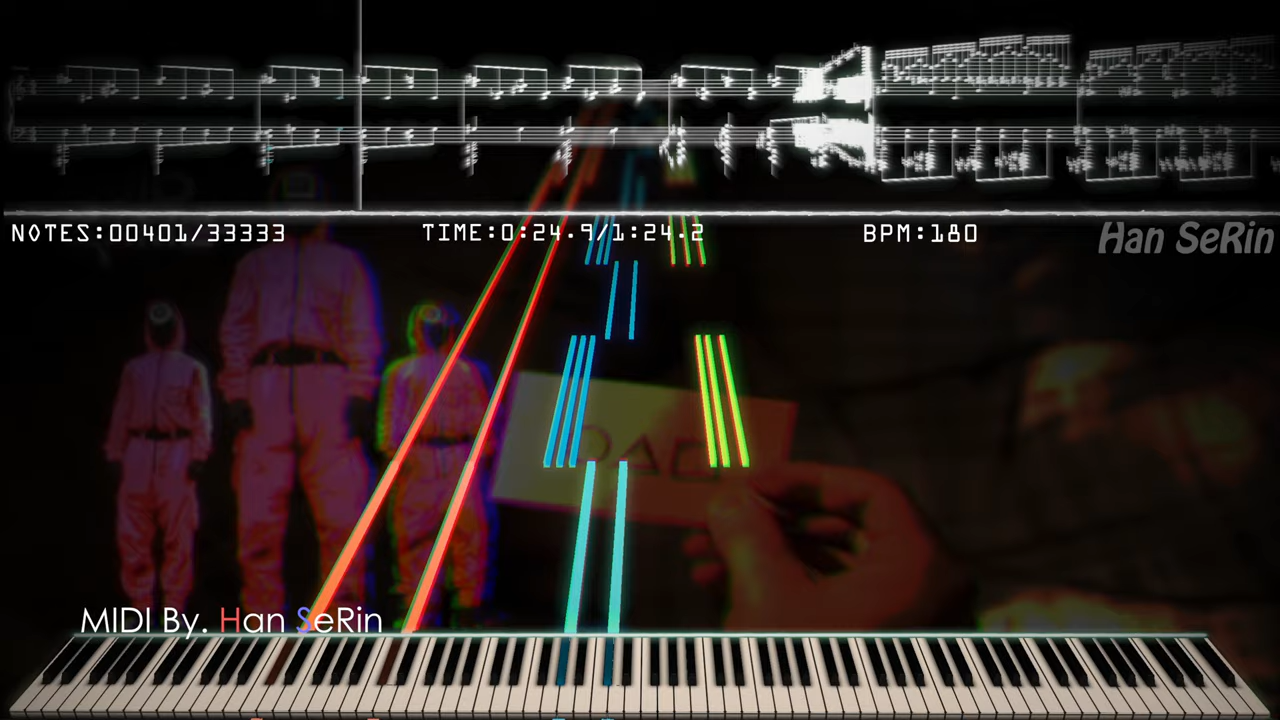 NOTES:00401/33333
TIME:0:24.9/1:24.2
BPM:180
Han SeRin
MIDI By. Han SeRin